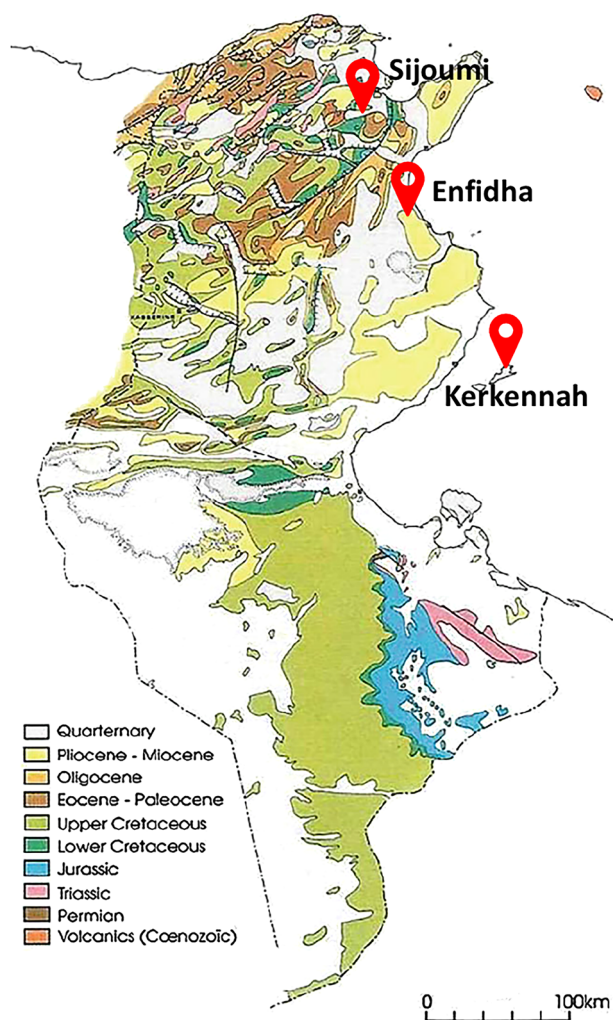 Sijoumi
Enfidha
KASSERINE
Kerkennah
Quarternary
Pliocene - Miocene
Oligocene
Eocene - Paleocene
Upper Cretaceous
Lower Cretaceous
Jurassic
Triassic
Permian
Volcanics (Cœnozoïc)
0 100km